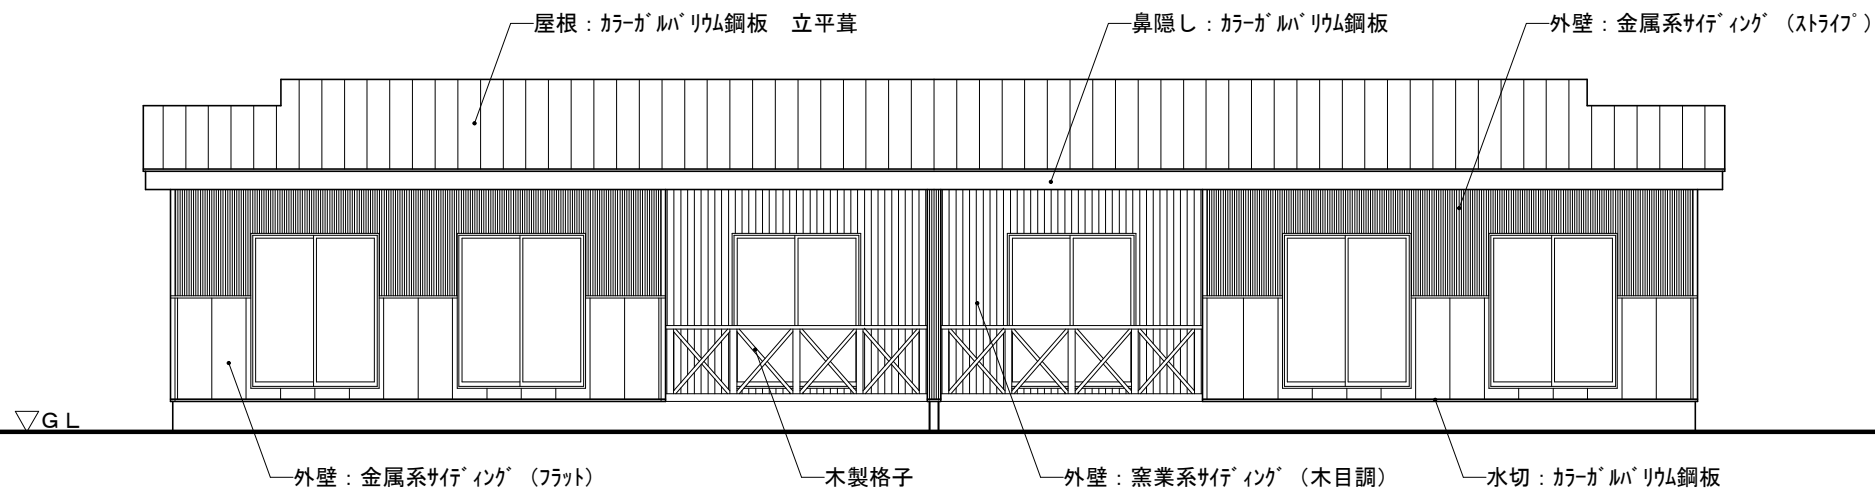 屋根：ｶﾗｰｶﾞﾙﾊﾞﾘｳﾑ鋼板　立平葺
鼻隠し：ｶﾗｰｶﾞﾙﾊﾞﾘｳﾑ鋼板
外壁：金属系ｻｲﾃﾞｨﾝｸﾞ（ｽﾄﾗｲﾌﾟ）
▽ＧＬ
外壁：金属系ｻｲﾃﾞｨﾝｸﾞ（ﾌﾗｯﾄ）
木製格子
外壁：窯業系ｻｲﾃﾞｨﾝｸﾞ（木目調）
水切：ｶﾗｰｶﾞﾙﾊﾞﾘｳﾑ鋼板